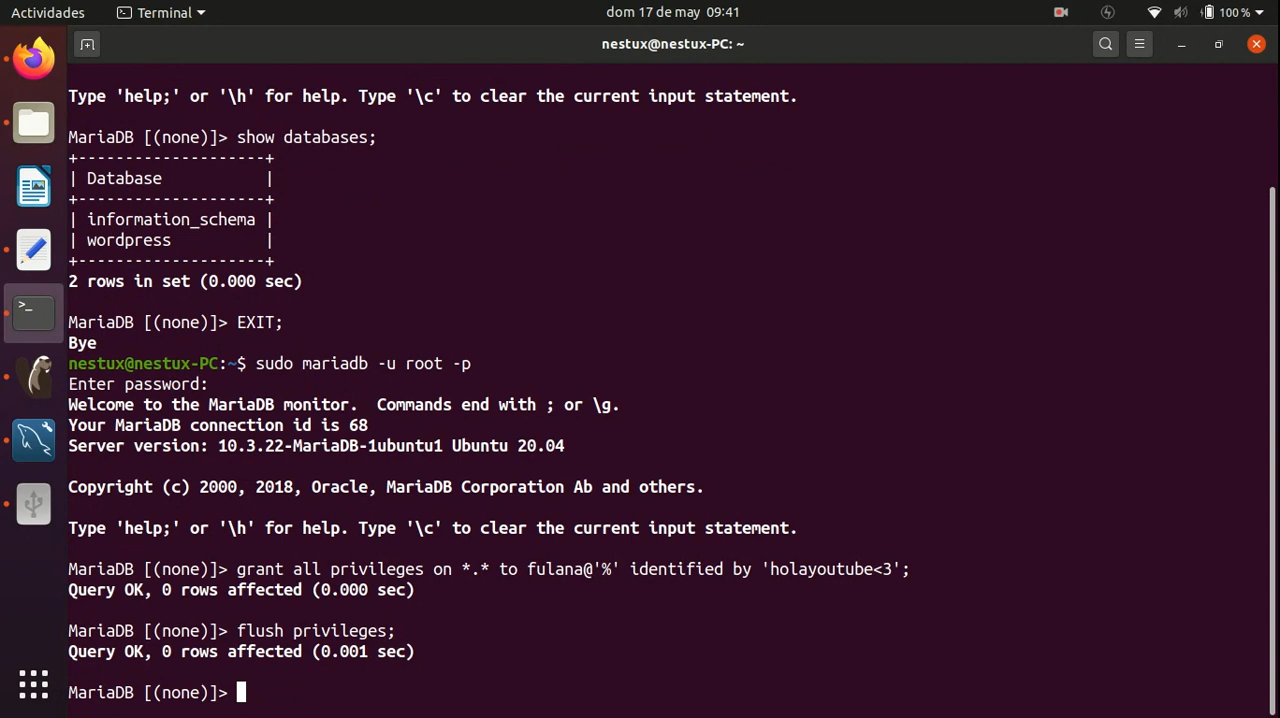 Actividades
Terminal
dom 17 de may 09:41
100 %
nestux@nestux-PC: ~
Type 'help;' or '\h' for help. Type '\c' to clear the current input statement.
MariaDB [(none)]> show databases;
+--------------------+
| Database           |
+--------------------+
| information_schema |
| wordpress          |
+--------------------+
2 rows in set (0.000 sec)
MariaDB [(none)]> EXIT;
Bye
nestux@nestux-PC:~$ sudo mariadb -u root -p
Enter password:
Welcome to the MariaDB monitor.  Commands end with ; or \g.
Your MariaDB connection id is 68
Server version: 10.3.22-MariaDB-1ubuntu1 Ubuntu 20.04
Copyright (c) 2000, 2018, Oracle, MariaDB Corporation Ab and others.
Type 'help;' or '\h' for help. Type '\c' to clear the current input statement.
MariaDB [(none)]> grant all privileges on *.* to fulana@'%' identified by 'holayoutube<3';
Query OK, 0 rows affected (0.000 sec)
MariaDB [(none)]> flush privileges;
Query OK, 0 rows affected (0.001 sec)
MariaDB [(none)]>